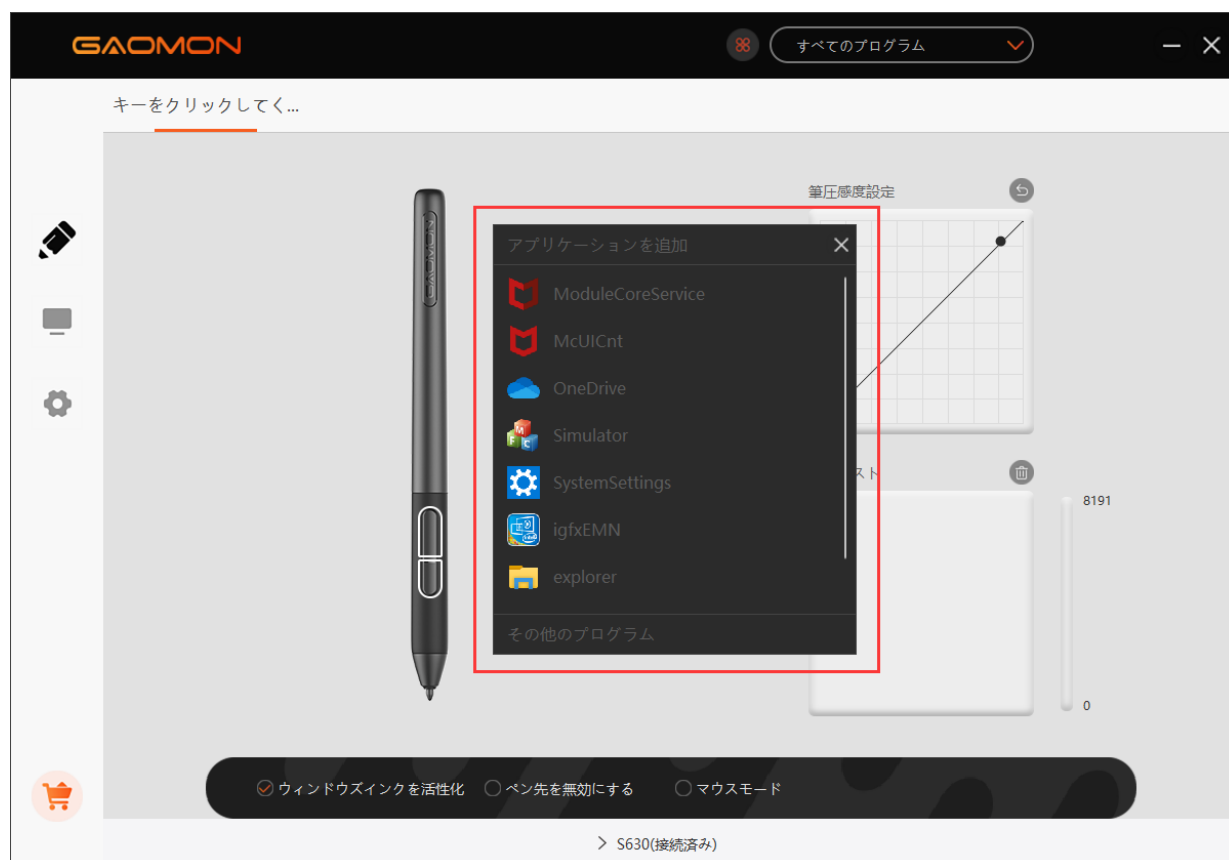 GAOMON
すべてのプログラム
キーをクリックしてく...
筆圧感度設定
GAOMON
アプリケーションを追加
ModuleCoreService
McUICnt
OneDrive
Simulator
SystemSettings
igfxEMN
explorer
その他のプログラム
スト
8191
0
ウィンドウズインクを活性化
ペン先を無効にする
マウスモード
S630(接続済み)